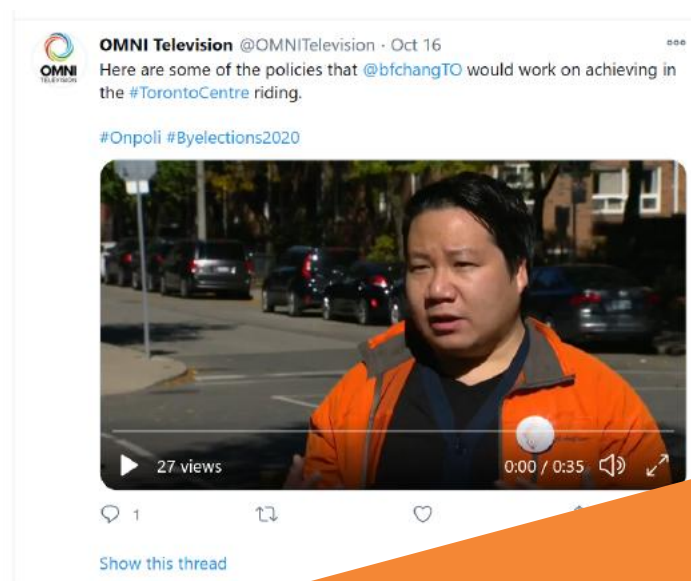 OMNI Television @OMNITelevision · Oct 16
OMNI
TELEVISION
Here are some of the policies that @bfchangTO would work on achieving in
the #TorontoCentre riding.
#Onpoli #Byelections2020
27 views
0:00 / 0:35
1
Show this thread